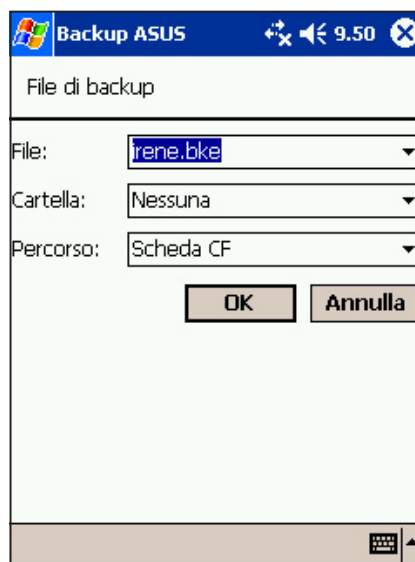 Backup ASUS 9.50
File di backup
File: irene.bke
Cartella: Nessuna
Percorso: Scheda CF
OK Annulla